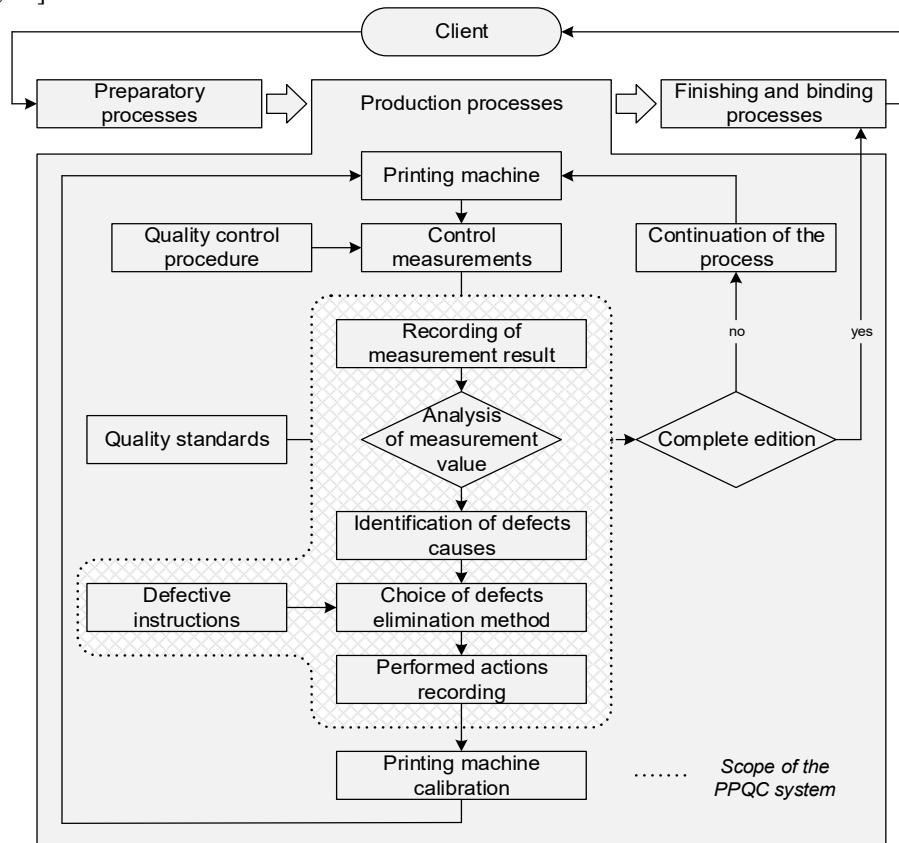 Client
Preparatory
processes
Production processes
Finishing and binding
processes
Printing machine
Quality control
procedure
Control
measurements
Continuation of the
process
Recording of
measurement result
no
yes
Quality standards
Analysis
of measurement
value
Complete edition
Identification of defects
causes
Defective
instructions
Choice of defects
elimination method
Performed actions
recording
Printing machine
calibration
Scope of the
PPQC system